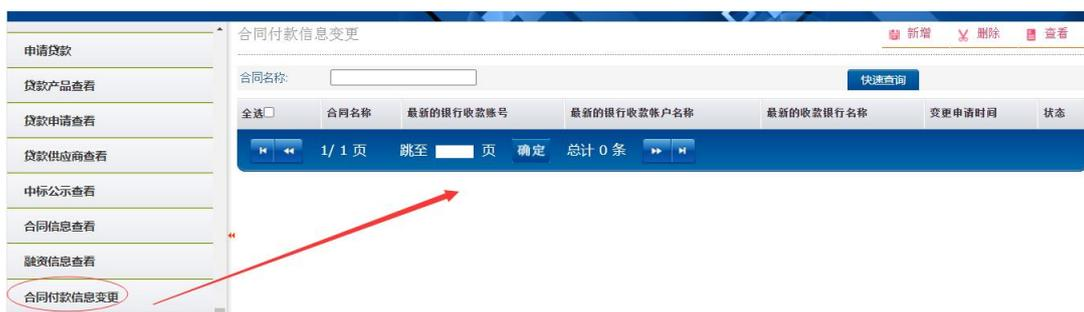 申请贷款
贷款产品查看
贷款申请查看
贷款供应商查看
中标公示查看
合同信息查看
融资信息查看
合同付款信息变更
合同付款信息变更 新增 删除 查看
合同名称: 快速查询
全选 合同名称 最新的银行收款账号 最新的银行收款帐户名称 最新的收款银行名称 变更申请时间 状态
1/ 1 页 跳至 页 确定 总计 0 条